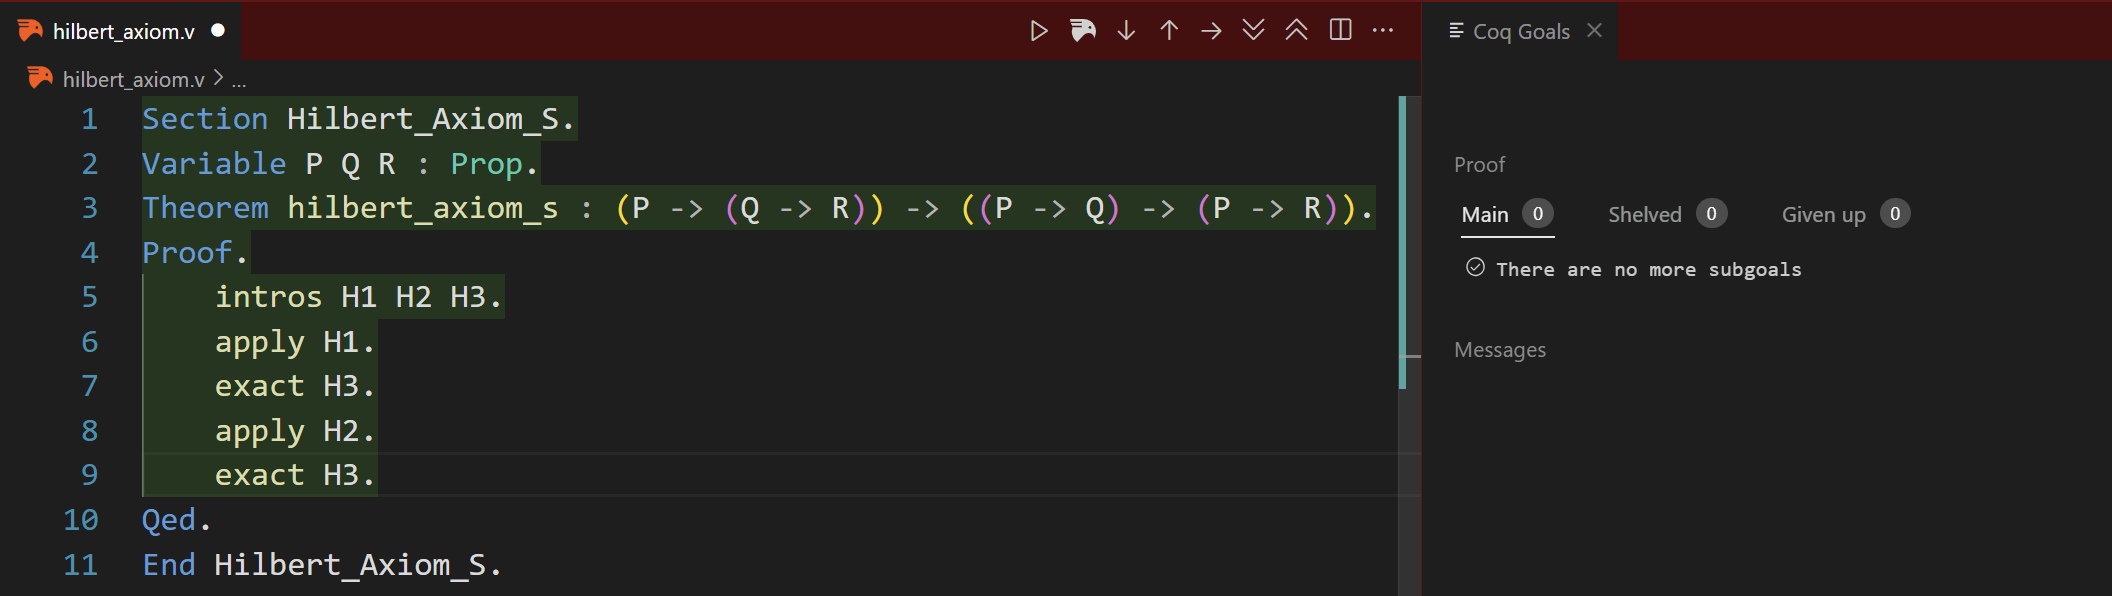 hilbert_axiom.v
hilbert_axiom.v > ...
1 Section Hilbert_Axiom_S.
2 Variable P Q R : Prop.
3 Theorem hilbert_axiom_s : (P -> (Q -> R)) -> ((P -> Q) -> (P -> R)).
4 Proof.
5 intros H1 H2 H3.
6 apply H1.
7 exact H3.
8 apply H2.
9 exact H3.
10 Qed.
11 End Hilbert_Axiom_S.
Coq Goals
Proof
Main 0 Shelved 0 Given up 0
There are no more subgoals
Messages